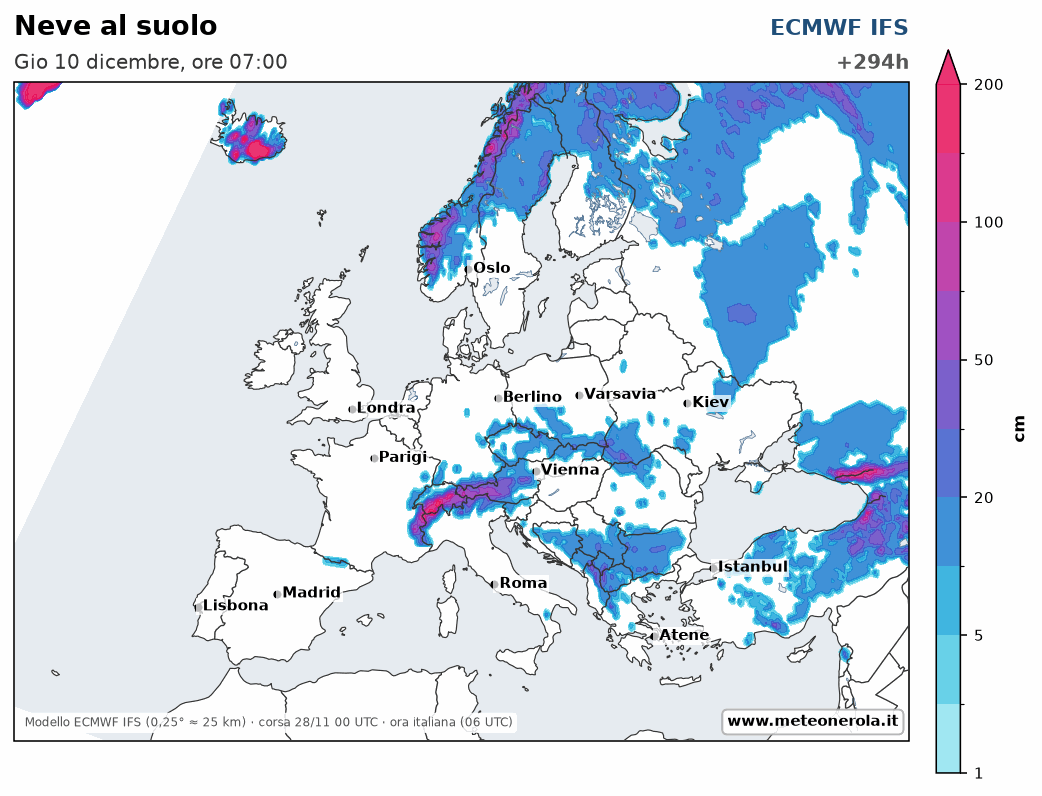 Neve al suolo
ECMWF IFS
Gio 10 dicembre, ore 07:00
+294h
200
100
50
20
5
1
cm
Oslo
Berlino
Varsavia
Kiev
Londra
Parigi
Vienna
Istanbul
Roma
Madrid
Lisbona
Atene
Modello ECMWF IFS (0,25° ≈ 25 km) · corsa 28/11 00 UTC · ora italiana (06 UTC)
www.meteonerola.it